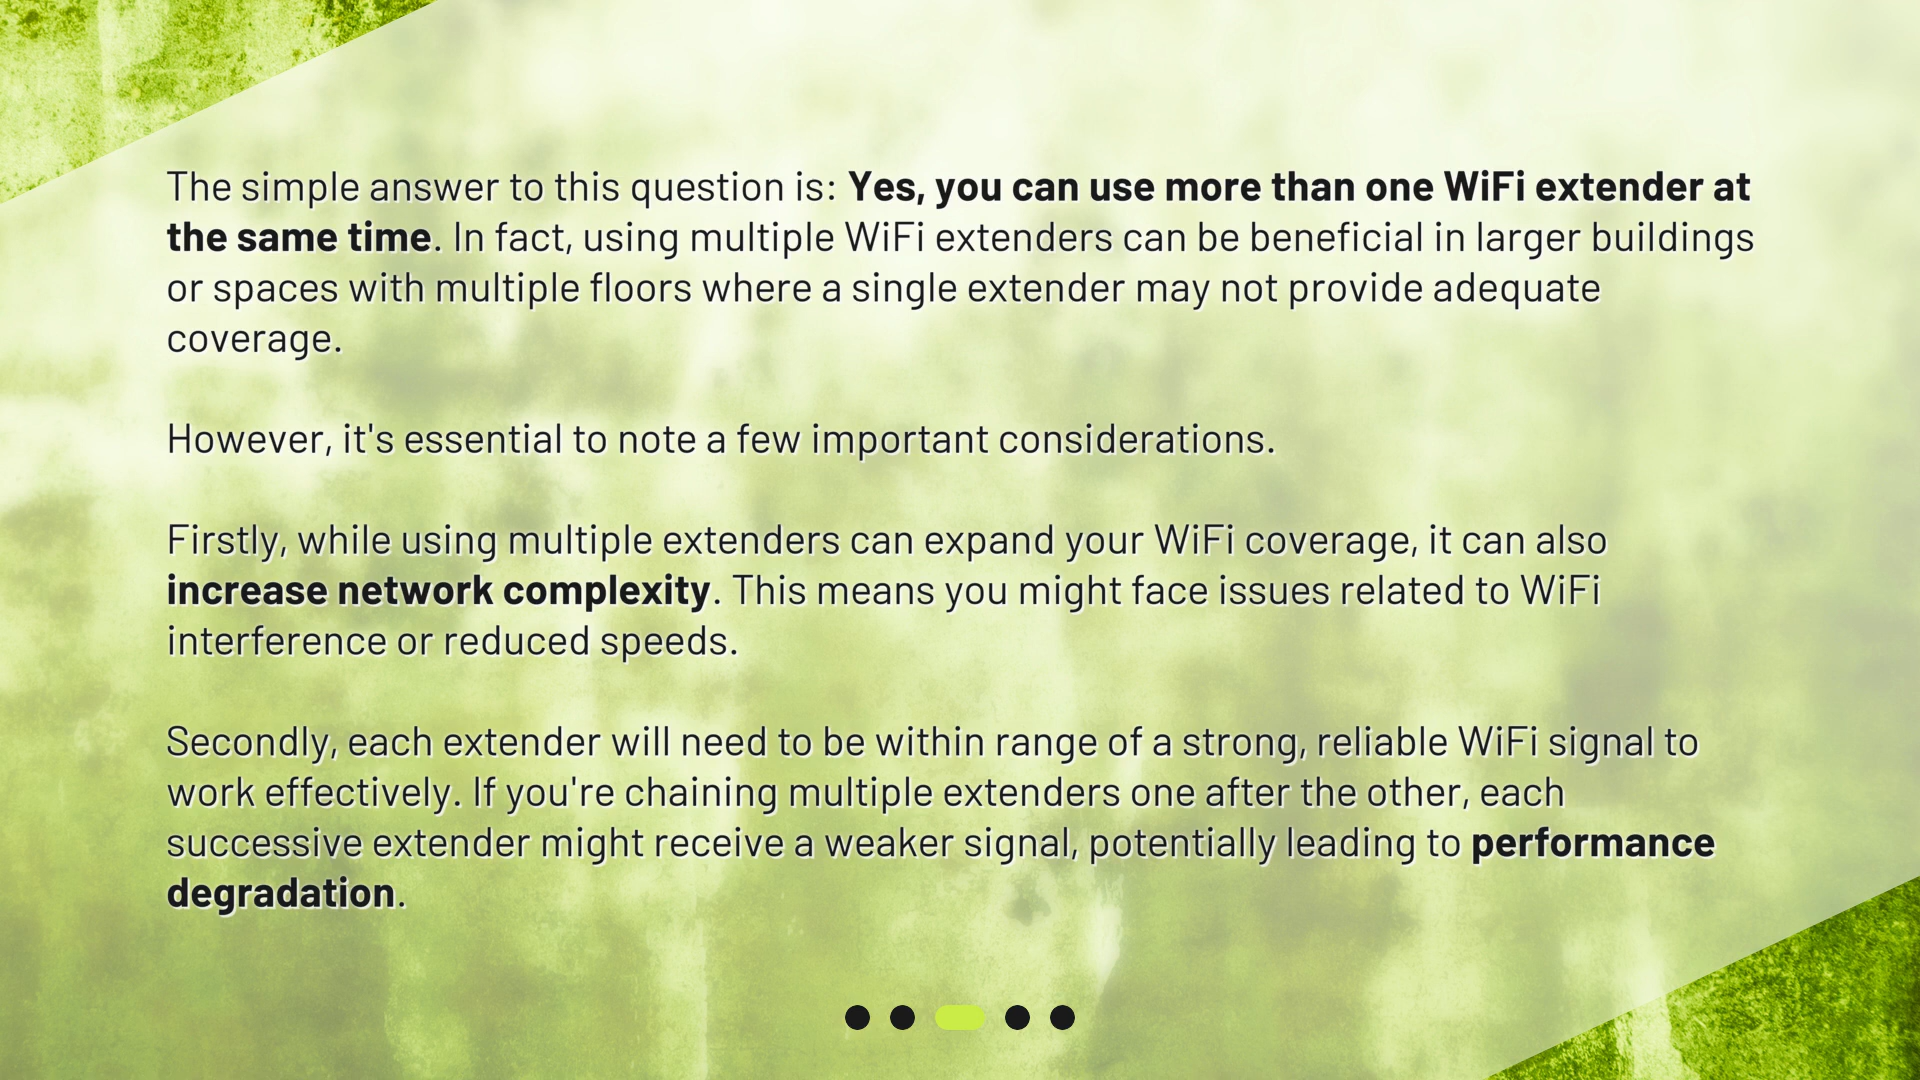 The simple answer to this question is: Yes, you can use more than one WiFi extender at
the same time. In fact, using multiple WiFi extenders can be beneficial in larger buildings
or spaces with multiple floors where a single extender may not provide adequate
coverage.
However, it's essential to note a few important considerations.
Firstly, while using multiple extenders can expand your WiFi coverage, it can also
increase network complexity. This means you might face issues related to WiFi
interference or reduced speeds.
Secondly, each extender will need to be within range of a strong, reliable WiFi signal to
work effectively. If you're chaining multiple extenders one after the other, each
successive extender might receive a weaker signal, potentially leading to performance
degradation.